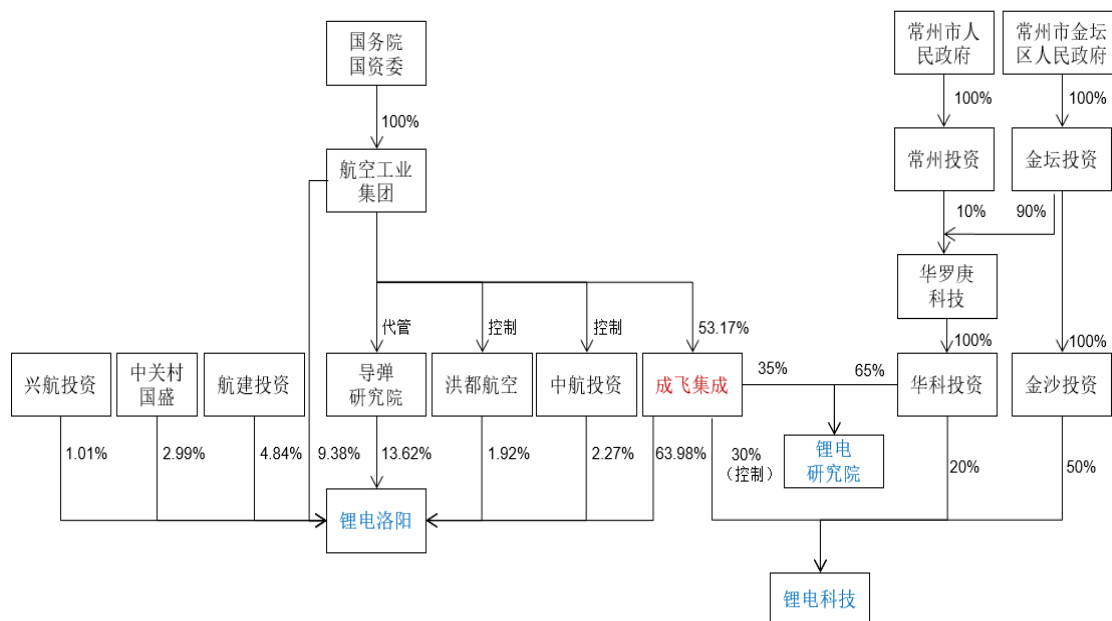 国务院
国资委
常州市人
民政府
常州市金坛
区人民政府
100%
100%
100%
航空工业
集团
常州投资
金坛投资
10%
90%
华罗庚
科技
代管
控制
控制
53.17%
100%
100%
兴航投资
中关村
国盛
航建投资
导弹
研究院
洪都航空
中航投资
成飞集成
35%
65%
华科投资
金沙投资
1.01%
2.99%
4.84%
9.38%
13.62%
1.92%
2.27%
63.98%
30%
（控制）
锂电
研究院
20%
50%
锂电洛阳
锂电科技